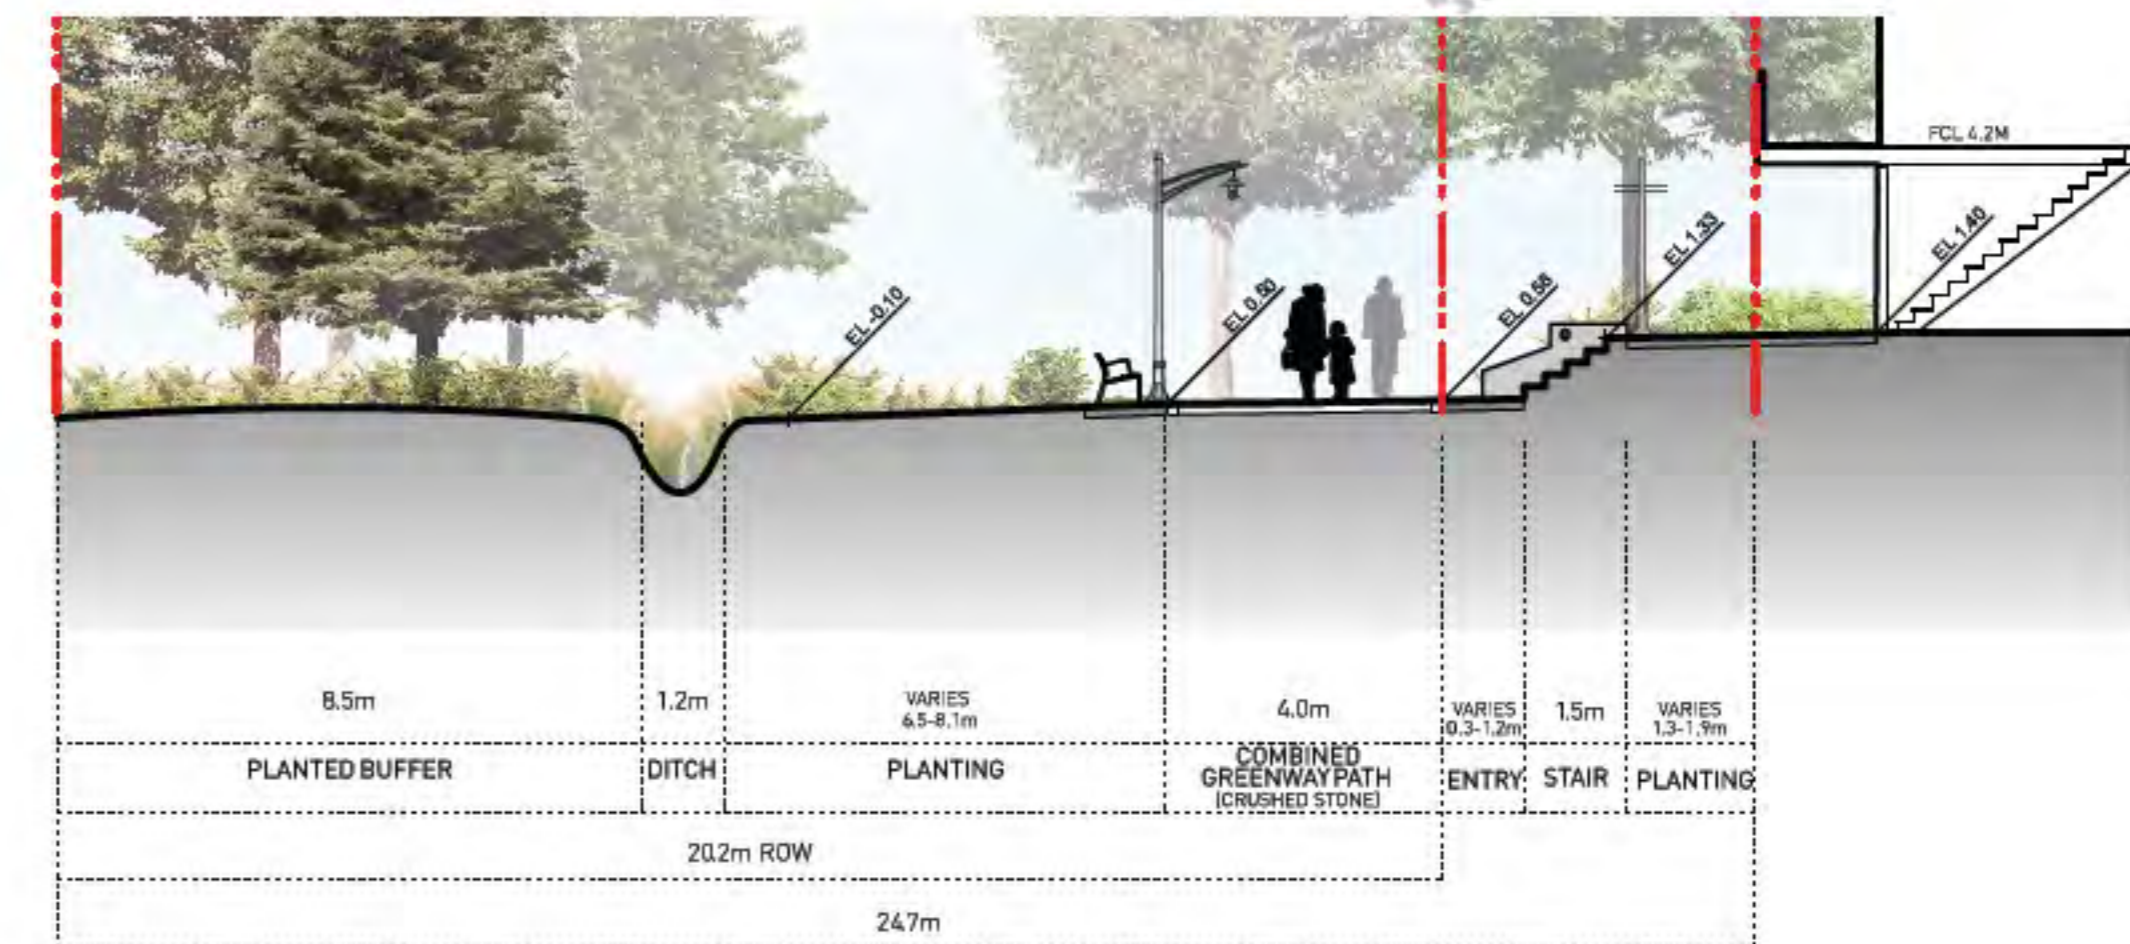 FCL 4.2M
EL -0.10
EL 0.50
EL 0.56
EL 1.33
EL 1.40
8.5m
1.2m
VARIES
6.5-8.1m
4.0m
VARIES
0.3-1.2m
1.5m
VARIES
1.3-1.9m
PLANTED BUFFER
DITCH
PLANTING
COMBINED
GREENWAY PATH
(CRUSHED STONE)
ENTRY
STAIR
PLANTING
20.2m ROW
24.7m